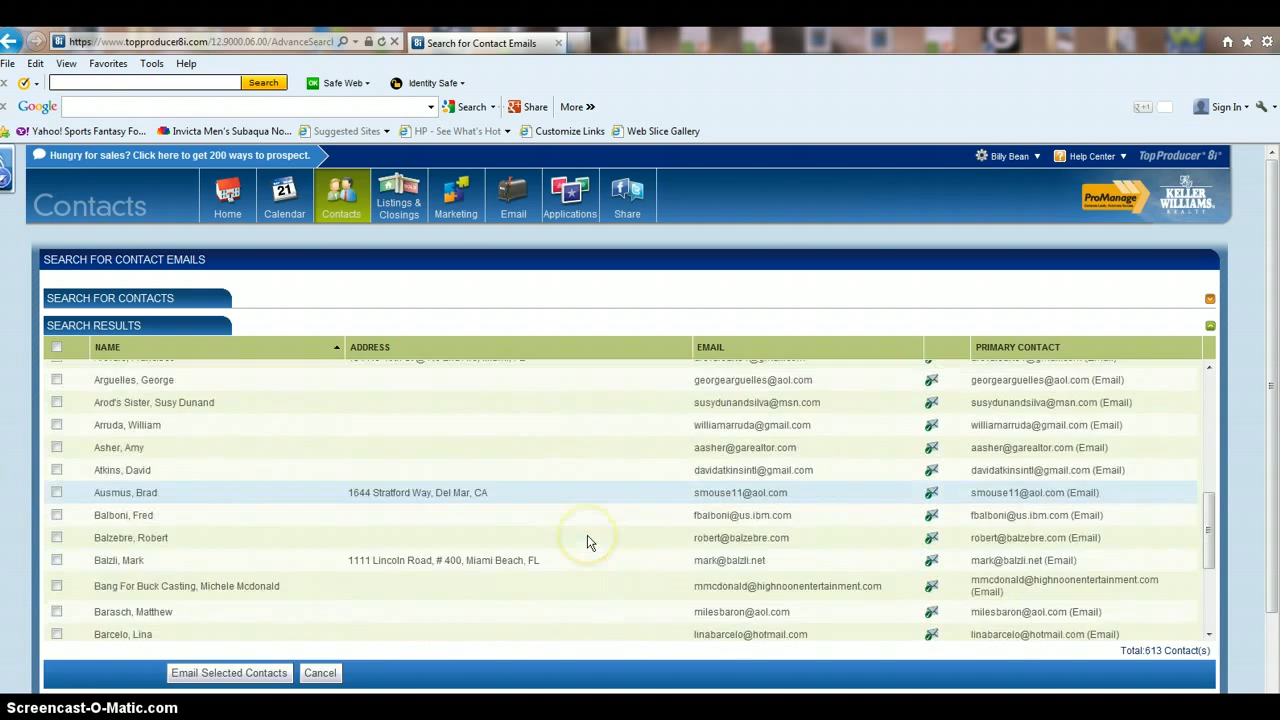 https://www.topproducer8i.com/12.9000.06.00/AdvanceSearch
8i Search for Contact Emails
File Edit View Favorites Tools Help
Search OK Safe Web Identity Safe
Google Search Share More »
Sign In
Yahoo! Sports Fantasy Fo... Invicta Men's Subaqua No... Suggested Sites HP - See What's Hot Customize Links Web Slice Gallery
Hungry for sales? Click here to get 200 ways to prospect.
Billy Bean Help Center TOP PRODUCER 8i
Contacts
Home Calendar Contacts Listings & Closings Marketing Email Applications Share
21
ProManage
KELLER WILLIAMS
REALTY
SEARCH FOR CONTACT EMAILS
SEARCH FOR CONTACTS
SEARCH RESULTS
NAME ADDRESS EMAIL PRIMARY CONTACT
Arguelles, George georgearguelles@aol.com georgearguelles@aol.com (Email)
Arod's Sister, Susy Dunand susydunandsilva@msn.com susydunandsilva@msn.com (Email)
Arruda, William williamarruda@gmail.com williamarruda@gmail.com (Email)
Asher, Amy aasher@garealtor.com aasher@garealtor.com (Email)
Atkins, David davidatkinsintl@gmail.com davidatkinsintl@gmail.com (Email)
Ausmus, Brad 1644 Stratford Way, Del Mar, CA smouse11@aol.com smouse11@aol.com (Email)
Balboni, Fred fbalboni@us.ibm.com fbalboni@us.ibm.com (Email)
Balzebre, Robert robert@balzebre.com robert@balzebre.com (Email)
Balzli, Mark 1111 Lincoln Road, # 400, Miami Beach, FL mark@balzli.net mark@balzli.net (Email)
Bang For Buck Casting, Michele Mcdonald mmcdonald@highnoonentertainment.com mmcdonald@highnoonentertainment.com (Email)
Barasch, Matthew milesbaron@aol.com milesbaron@aol.com (Email)
Barcelo, Lina linabarcelo@hotmail.com linabarcelo@hotmail.com (Email)
Total:613 Contact(s)
Email Selected Contacts Cancel
Screencast-O-Matic.com